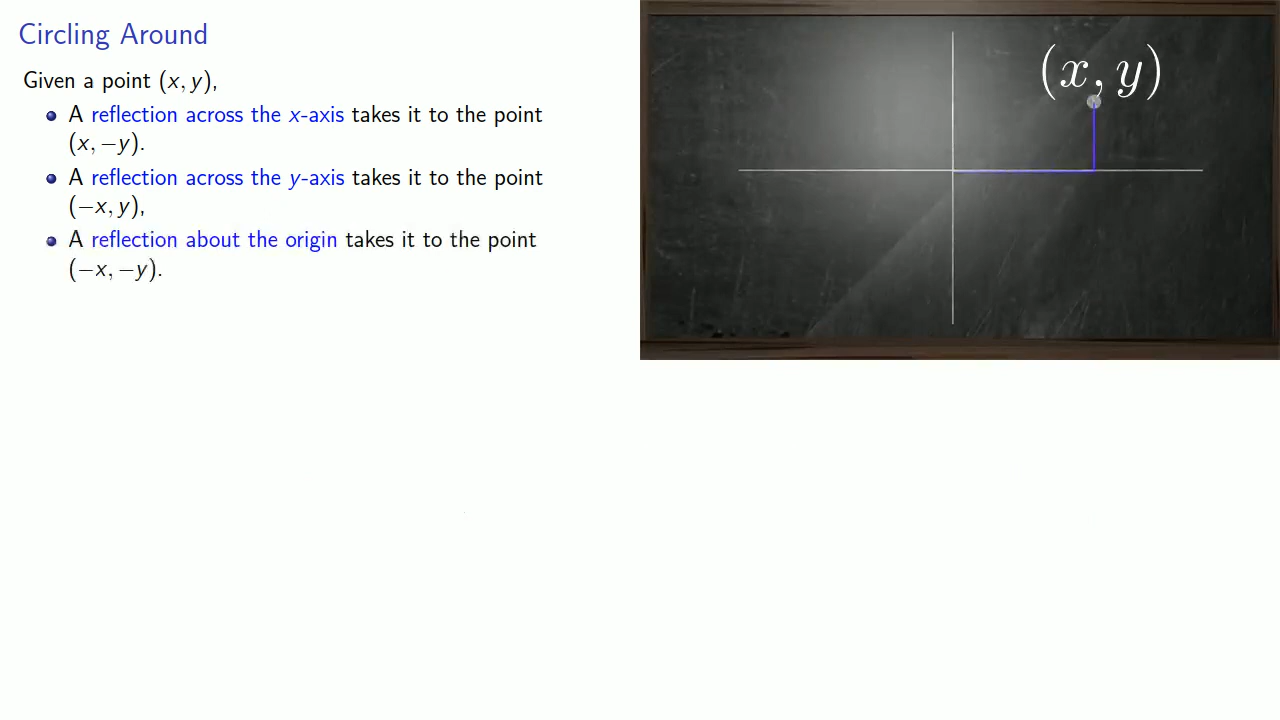 Circling Around
Given a point (x, y),
A reflection across the x-axis takes it to the point
(x, −y).
A reflection across the y-axis takes it to the point
(−x, y),
A reflection about the origin takes it to the point
(−x, −y).
(x, y)